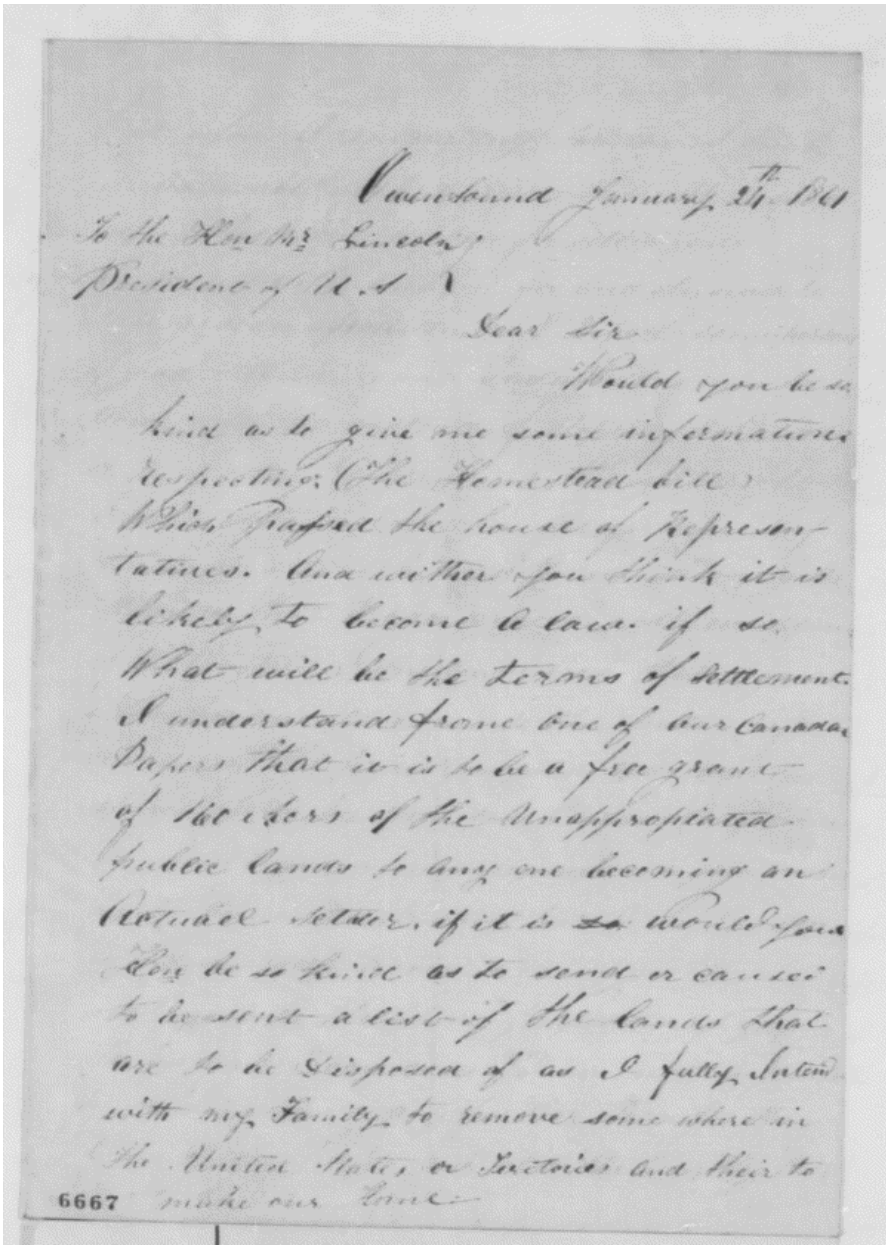 Owensound January 24th 1861
To the Hon Mr Lincoln
President of U. S
Dear Sir
Would you be so
kind as to give me some information
respecting (The Homestead bill)
Which Passed the house of Represen-
tatives. And wither you think it is
likely to become a law. if so.
What will be the terms of settlement.
I understand from one of our Canada
Papers that it is to be a free grant
of 160 Acers of the Unappropiated
public lands to any one becoming an
Actuael settler. if it is so would your
Hon be so kind as to send or cause
to be sent a list of the lands that
are to be Disposed of as I fully Intend
with my Family to remove some where in
the United States or Teritories and their to
make our home
6667